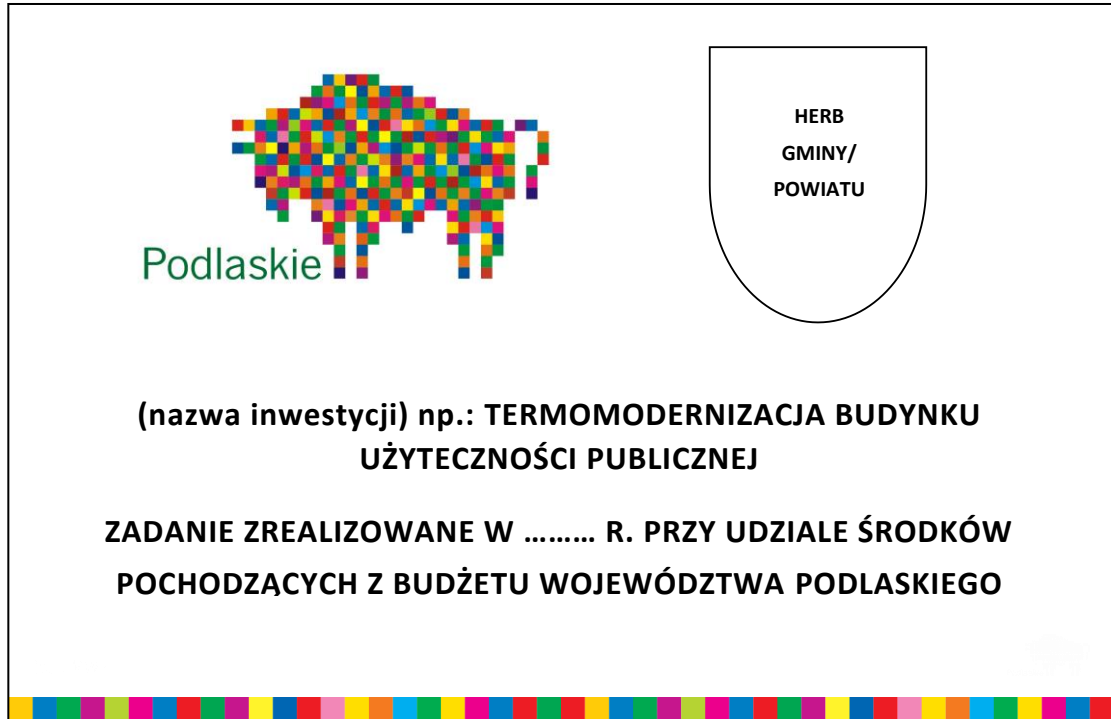 Podlaskie
HERB
GMINY/
POWIATU
(nazwa inwestycji) np.: TERMOMODERNIZACJA BUDYNKU
UŻYTECZNOŚCI PUBLICZNEJ
ZADANIE ZREALIZOWANE W ……… R. PRZY UDZIALE ŚRODKÓW
POCHODZĄCYCH Z BUDŻETU WOJEWÓDZTWA PODLASKIEGO